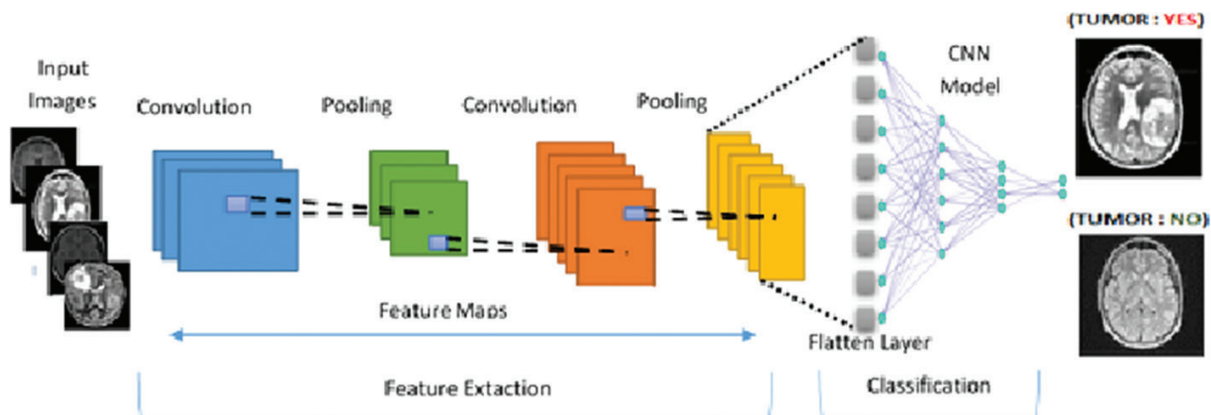 Input
Images
Convolution
Pooling
Convolution
Pooling
CNN
Model
(TUMOR : YES)
(TUMOR : NO)
Feature Maps
Flatten Layer
Feature Extaction
Classification